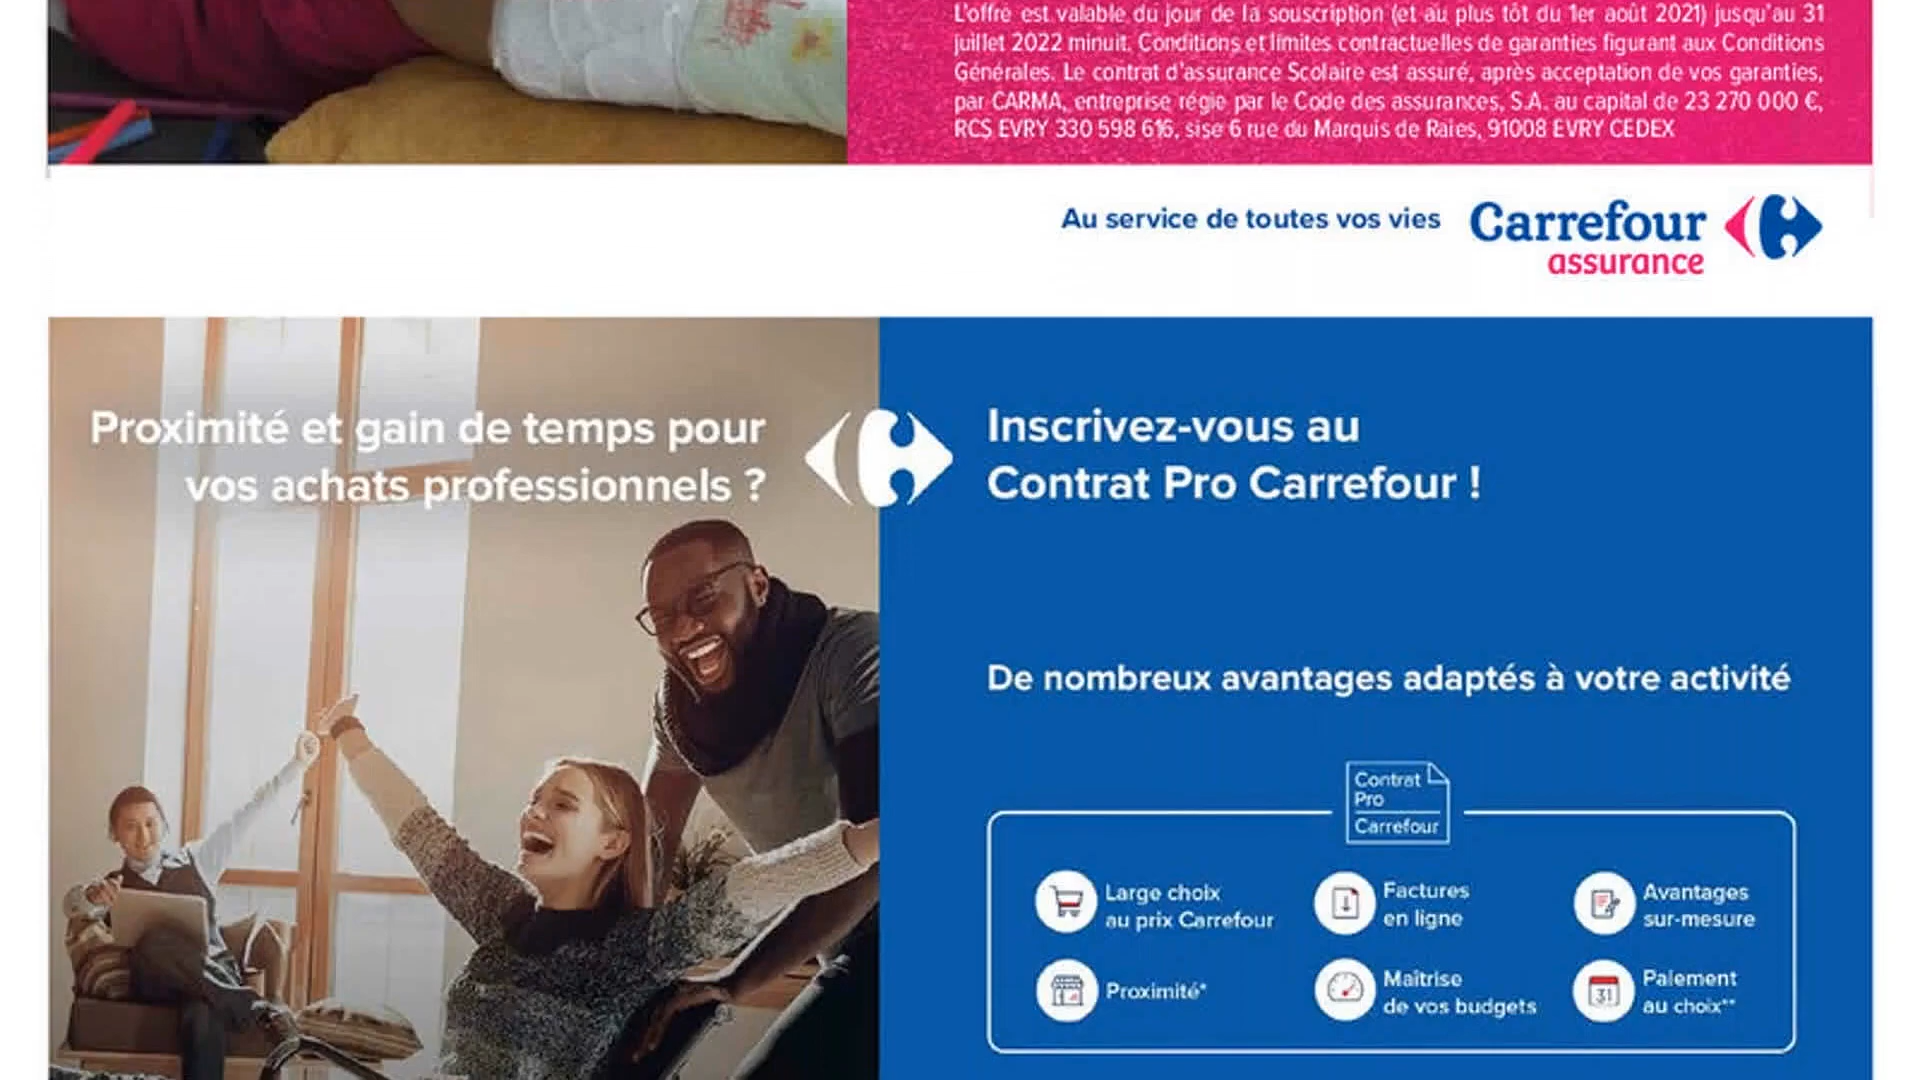 L'offre est valable du jour de la souscription (et au plus tôt du 1er août 2021) jusqu'au 31
juillet 2022 minuit. Conditions et limites contractuelles de garanties figurant aux Conditions
Générales. Le contrat d'assurance Scolaire est assuré, après acceptation de vos garanties,
par CARMA, entreprise régie par le Code des assurances, S.A. au capital de 23 270 000 €,
RCS EVRY 330 598 616, sise 6 rue du Marquis de Raies, 91008 EVRY CEDEX
Au service de toutes vos vies
Carrefour
assurance
Proximité et gain de temps pour
vos achats professionnels ?
Inscrivez-vous au
Contrat Pro Carrefour !
De nombreux avantages adaptés à votre activité
Contrat
Pro
Carrefour
Large choix
au prix Carrefour
Factures
en ligne
Avantages
sur-mesure
Proximité*
Maîtrise
de vos budgets
31
Paiement
au choix**